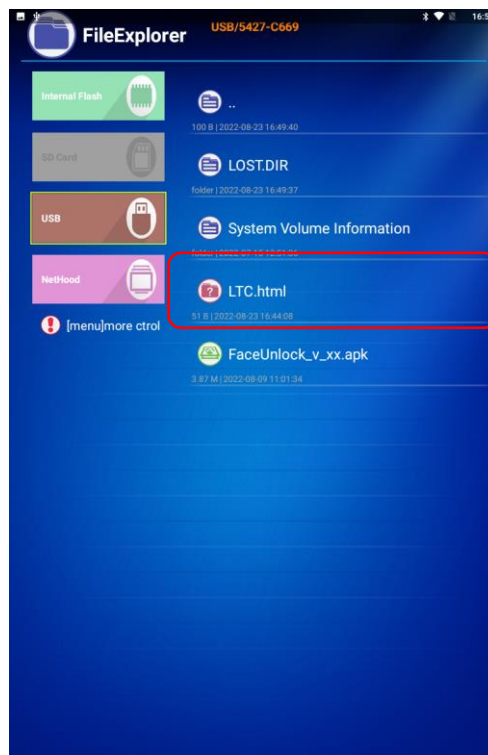 16:5
FileExplorer
USB/5427-C669
Internal Flash
SD Card
USB
NetHood
[menu]more ctrol
..
100 B | 2022-08-23 16:49:40
LOST.DIR
folder | 2022-08-23 16:49:37
System Volume Information
LTC.html
51 B | 2022-08-23 16:44:08
FaceUnlock_v_xx.apk
3.87 M | 2022-08-09 11:01:34